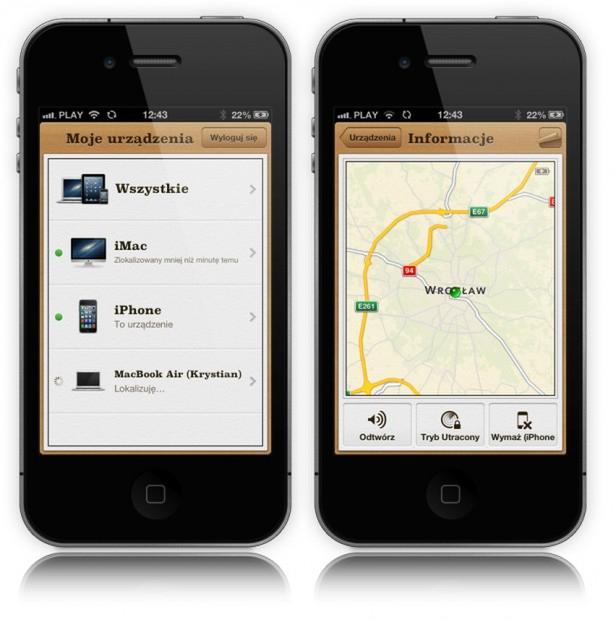 PLAY 12:43 22%
Moje urządzenia Wyloguj się
Wszystkie
iMac
Zlokalizowany mniej niż minutę temu
iPhone
To urządzenie
MacBook Air (Krystian)
Lokalizuję...
PLAY 12:43 22%
Urządzenia Informacje
E67
94
WROCŁAW
E261
Odtwórz Tryb Utracony Wymaż (iPhone